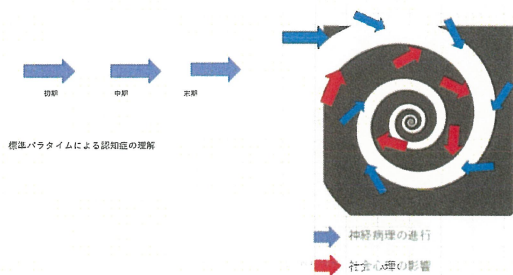 初期
中期
末期
標準パラダイムによる認知症の理解
神経病理の進行
社会心理の影響